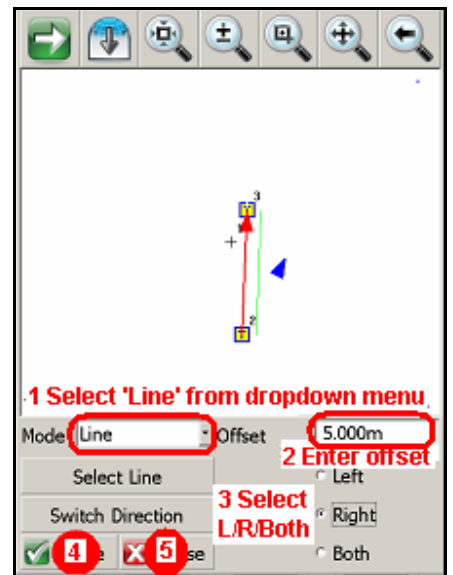 3
2
1 Select 'Line' from dropdown menu
Mode Line Offset 5.000m
2 Enter offset
Select Line
Left
3 Select
L/R/Both
Switch Direction
Right
4 5
Both